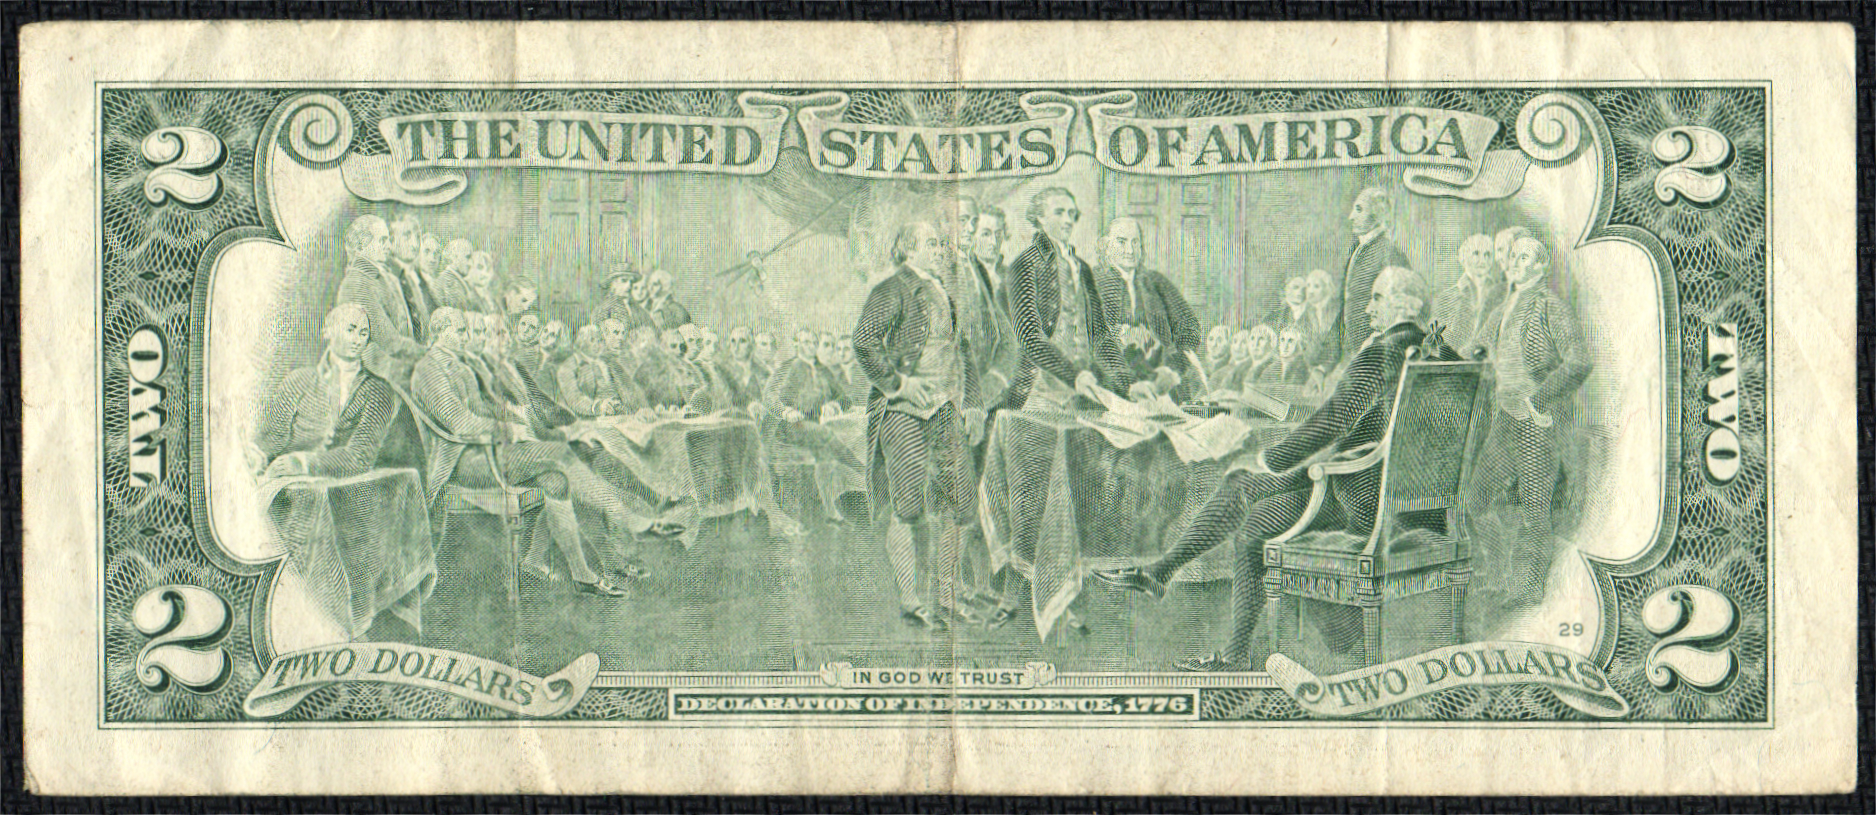 THE UNITED STATES OF AMERICA
2
2
TWO
TWO
2
2
29
TWO DOLLARS
TWO DOLLARS
IN GOD WE TRUST
DECLARATION OF INDEPENDENCE, 1776